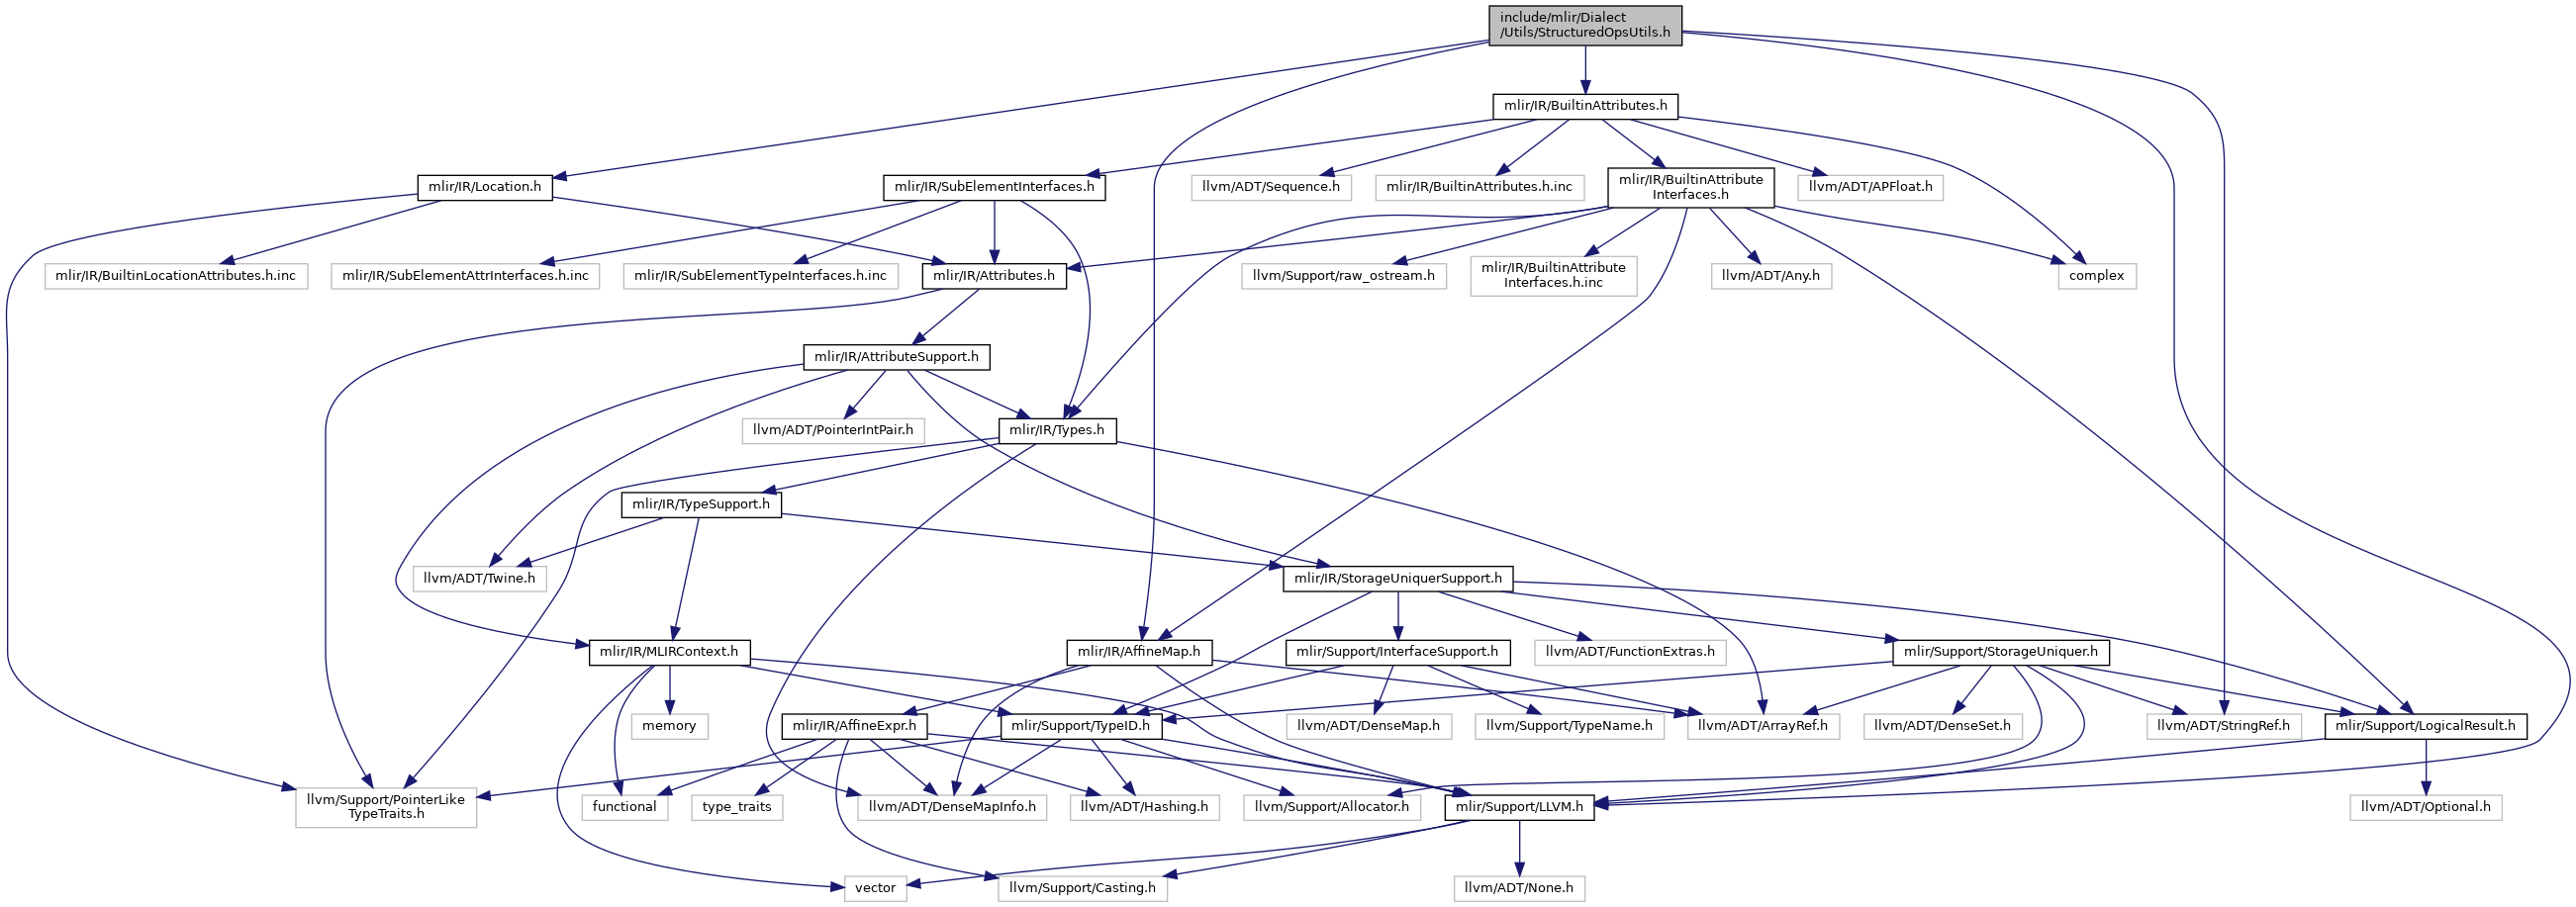 include/mlir/Dialect
/Utils/StructuredOpsUtils.h
mlir/IR/BuiltinAttributes.h
mlir/IR/Location.h
mlir/IR/SubElementInterfaces.h
llvm/ADT/Sequence.h
mlir/IR/BuiltinAttributes.h.inc
mlir/IR/BuiltinAttribute
Interfaces.h
llvm/ADT/APFloat.h
mlir/IR/BuiltinLocationAttributes.h.inc
mlir/IR/SubElementAttrInterfaces.h.inc
mlir/IR/SubElementTypeInterfaces.h.inc
mlir/IR/Attributes.h
llvm/Support/raw_ostream.h
mlir/IR/BuiltinAttribute
Interfaces.h.inc
llvm/ADT/Any.h
complex
mlir/IR/AttributeSupport.h
llvm/ADT/PointerIntPair.h
mlir/IR/Types.h
mlir/IR/TypeSupport.h
llvm/ADT/Twine.h
mlir/IR/StorageUniquerSupport.h
mlir/IR/MLIRContext.h
mlir/IR/AffineMap.h
mlir/Support/InterfaceSupport.h
llvm/ADT/FunctionExtras.h
mlir/Support/StorageUniquer.h
memory
mlir/IR/AffineExpr.h
mlir/Support/TypeID.h
llvm/ADT/DenseMap.h
llvm/Support/TypeName.h
llvm/ADT/ArrayRef.h
llvm/ADT/DenseSet.h
llvm/ADT/StringRef.h
mlir/Support/LogicalResult.h
llvm/Support/PointerLike
TypeTraits.h
functional
type_traits
llvm/ADT/DenseMapInfo.h
llvm/ADT/Hashing.h
llvm/Support/Allocator.h
mlir/Support/LLVM.h
llvm/ADT/Optional.h
vector
llvm/Support/Casting.h
llvm/ADT/None.h